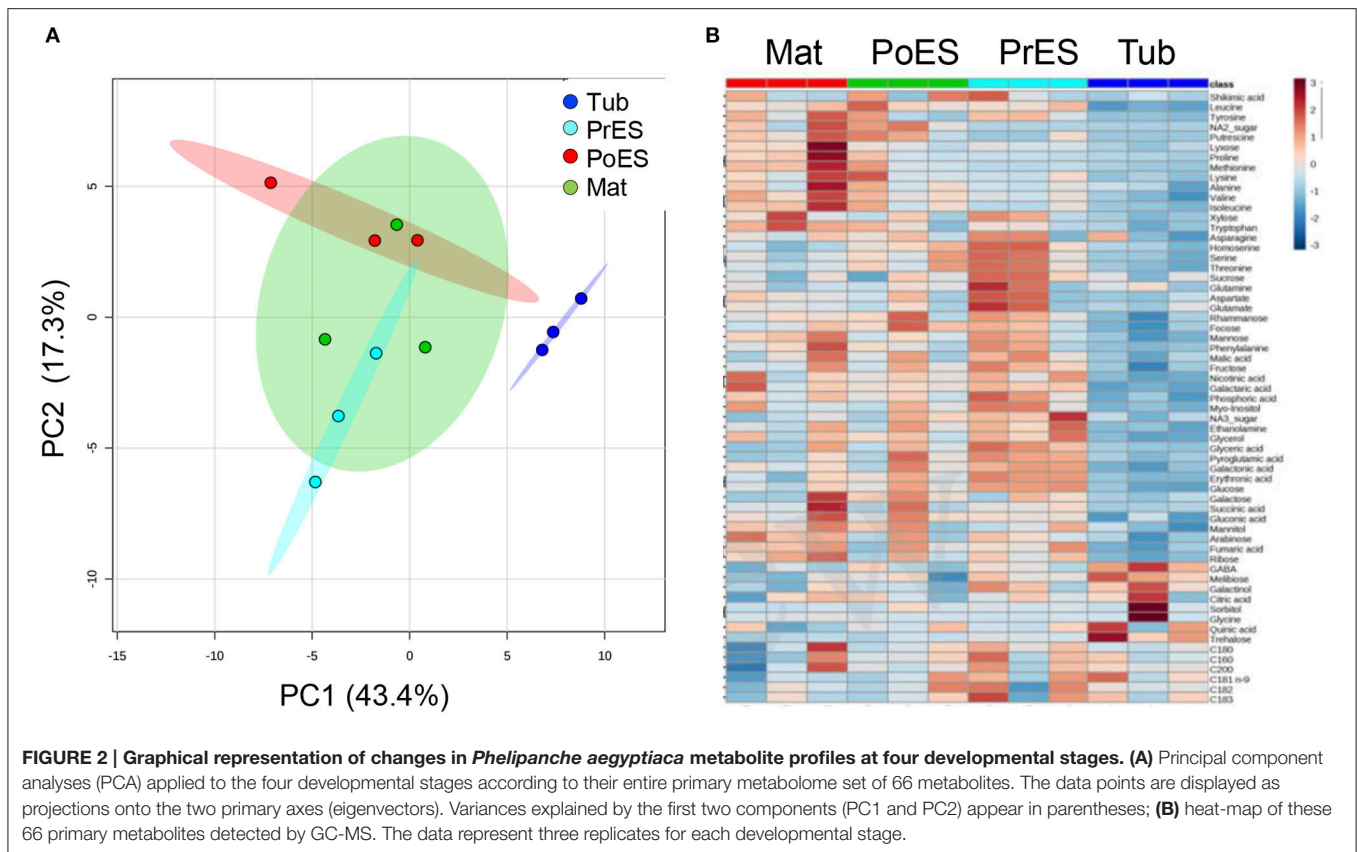 A
Tub
PrES
PoES
Mat
5
0
-5
-10
-15
-10
-5
0
5
10
PC2 (17.3%)
PC1 (43.4%)
B
Mat
PoES
PrES
Tub
class
Shikimic acid
Leucine
Tyrosine
NA2_sugar
Putrescine
Lyxose
Proline
Methionine
Lysine
Alanine
Valine
Isoleucine
Xylose
Tryptophan
Asparagine
Homoserine
Serine
Threonine
Sucrose
Glutamine
Aspartate
Glutamate
Rhammanose
Focose
Mannose
Phenylalanine
Malic acid
Fructose
Nicotinic acid
Galactaric acid
Phosphoric acid
Myo-Inositol
NA3_sugar
Ethanolamine
Glycerol
Glyceric acid
Pyroglutamic acid
Galactonic acid
Erythronic acid
Glucose
Galactose
Succinic acid
Gluconic acid
Mannitol
Arabinose
Fumaric acid
Ribose
GABA
Melibiose
Galactinol
Citric acid
Sorbitol
Glycine
Quinic acid
Trehalose
C180
C160
C200
C181 n-9
C182
C183
3
2
1
0
-1
-2
-3
FIGURE 2 | Graphical representation of changes in Phelipanche aegyptiaca metabolite profiles at four developmental stages. (A) Principal component
analyses (PCA) applied to the four developmental stages according to their entire primary metabolome set of 66 metabolites. The data points are displayed as
projections onto the two primary axes (eigenvectors). Variances explained by the first two components (PC1 and PC2) appear in parentheses; (B) heat-map of these
66 primary metabolites detected by GC-MS. The data represent three replicates for each developmental stage.